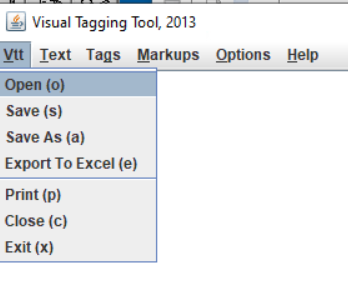 Visual Tagging Tool, 2013
Vtt Text Tags Markups Options Help
Open (o)
Save (s)
Save As (a)
Export To Excel (e)
Print (p)
Close (c)
Exit (x)